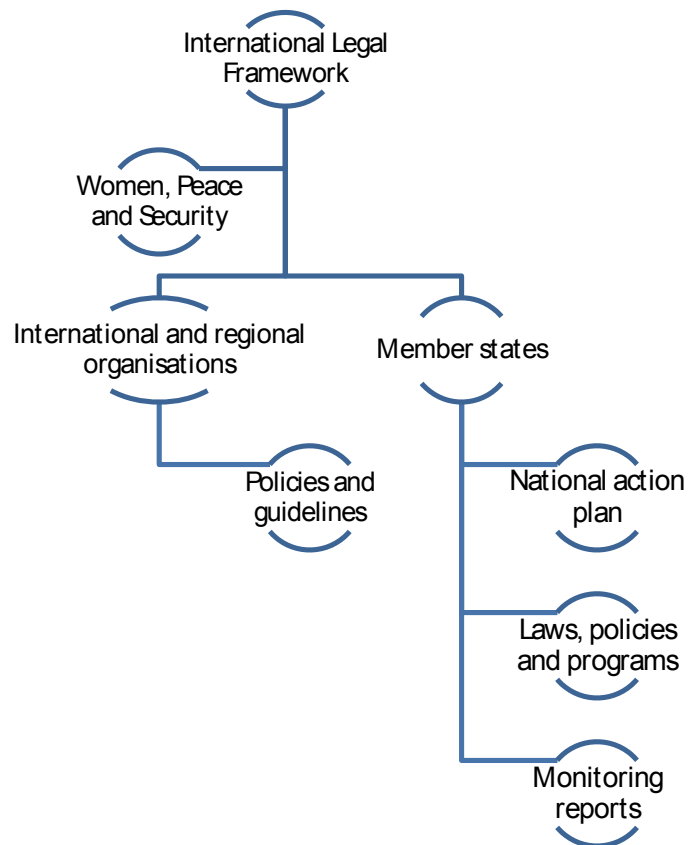 International Legal
Framework
Women, Peace
and Security
International and regional
organisations
Member states
Policies and
guidelines
National action
plan
Laws, policies
and programs
Monitoring
reports